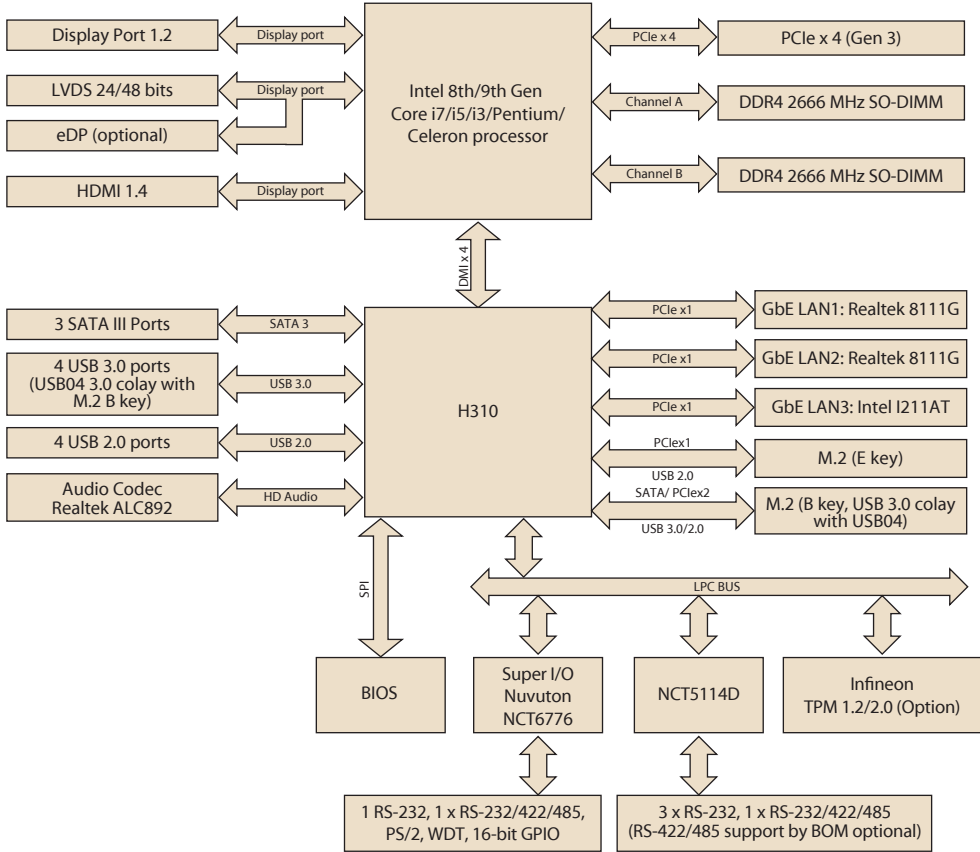 Display Port 1.2
Display port
LVDS 24/48 bits
Display port
eDP (optional)
HDMI 1.4
Display port
Intel 8th/9th Gen
Core i7/i5/i3/Pentium/
Celeron processor
PCIe x 4
PCIe x 4 (Gen 3)
Channel A
DDR4 2666 MHz SO-DIMM
Channel B
DDR4 2666 MHz SO-DIMM
DMI x 4
3 SATA III Ports
SATA 3
4 USB 3.0 ports
(USB04 3.0 colay with
M.2 B key)
USB 3.0
4 USB 2.0 ports
USB 2.0
Audio Codec
Realtek ALC892
HD Audio
H310
PCIe x1
GbE LAN1: Realtek 8111G
PCIe x1
GbE LAN2: Realtek 8111G
PCIe x1
GbE LAN3: Intel I211AT
PCIex1
USB 2.0
M.2 (E key)
SATA/ PCIex2
USB 3.0/2.0
M.2 (B key, USB 3.0 colay
with USB04)
SPI
LPC BUS
BIOS
Super I/O
Nuvuton
NCT6776
NCT5114D
Infineon
TPM 1.2/2.0 (Option)
1 RS-232, 1 x RS-232/422/485,
PS/2, WDT, 16-bit GPIO
3 x RS-232, 1 x RS-232/422/485
(RS-422/485 support by BOM optional)